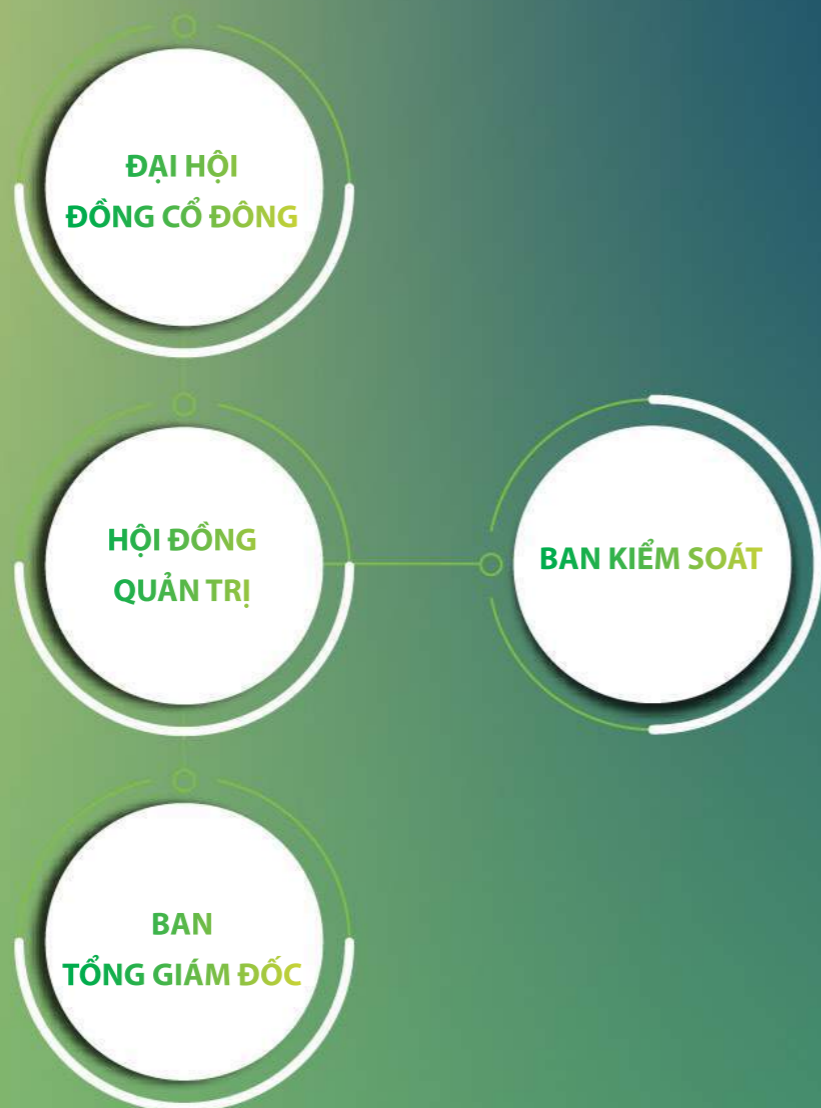 ĐẠI HỘI
ĐỒNG CỔ ĐÔNG
HỘI ĐỒNG
QUẢN TRỊ
BAN KIỂM SOÁT
BAN
TỔNG GIÁM ĐỐC